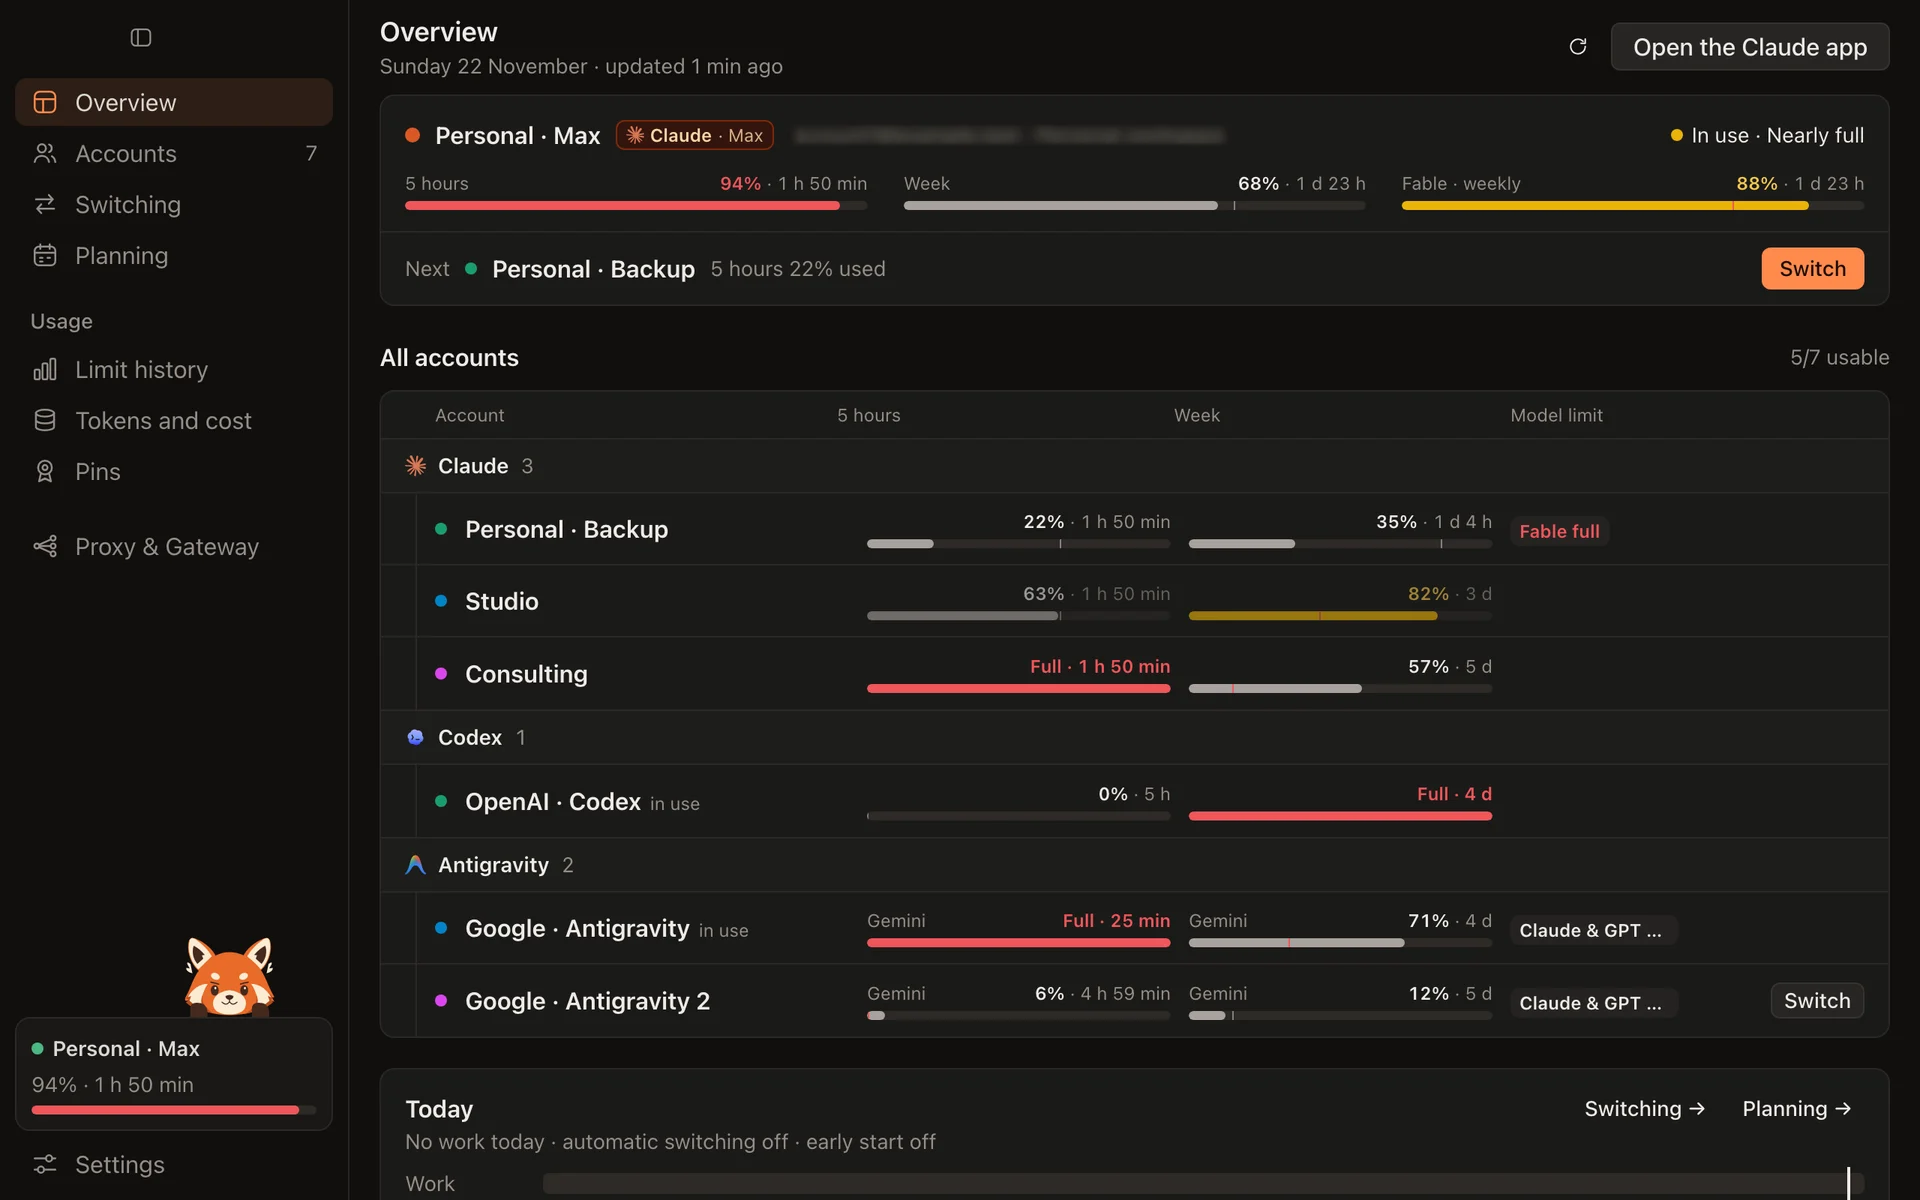 Overview
Accounts 7
Switching
Planning
Usage
Limit history
Tokens and cost
Pins
Proxy & Gateway
Personal · Max
94% · 1 h 50 min
Settings
Overview
Sunday 22 November · updated 1 min ago
Open the Claude app
Personal · Max
Claude · Max
In use · Nearly full
5 hours 94% · 1 h 50 min
Week 68% · 1 d 23 h
Fable · weekly 88% · 1 d 23 h
Next Personal · Backup 5 hours 22% used
Switch
All accounts
5/7 usable
Account 5 hours Week Model limit
Claude 3
Personal · Backup 22% · 1 h 50 min 35% · 1 d 4 h Fable full
Studio 63% · 1 h 50 min 82% · 3 d
Consulting Full · 1 h 50 min 57% · 5 d
Codex 1
OpenAI · Codex in use 0% · 5 h Full · 4 d
Antigravity 2
Google · Antigravity in use Gemini Full · 25 min Gemini 71% · 4 d Claude & GPT ...
Google · Antigravity 2 Gemini 6% · 4 h 59 min Gemini 12% · 5 d Claude & GPT ... Switch
Today
Switching → Planning →
No work today · automatic switching off · early start off
Work